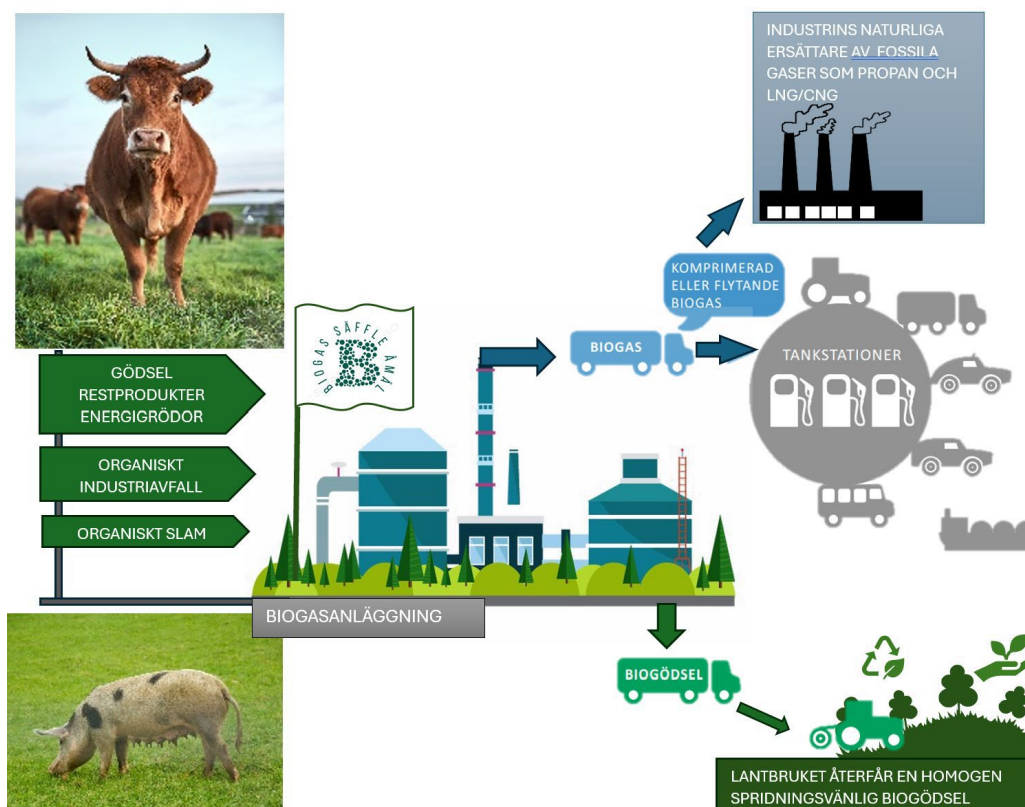 INDUSTRINS NATURLIGA
ERSÄTTARE AV FOSSILA
GASER SOM PROPAN OCH
LNG/CNG
KOMPRIMERAD
ELLER FLYTANDE
BIOGAS
BIOGAS
TANKSTATIONER
BIOGAS SÄFFLE ÅMÅL
B
GÖDSEL
RESTPRODUKTER
ENERGIGRÖDOR
ORGANISKT
INDUSTRIAVFALL
ORGANISKT SLAM
BIOGASANLÄGGNING
BIOGÖDSEL
LANTBRUKET ÅTERFÅR EN HOMOGEN
SPRIDNINGSVÄNLIG BIOGÖDSEL